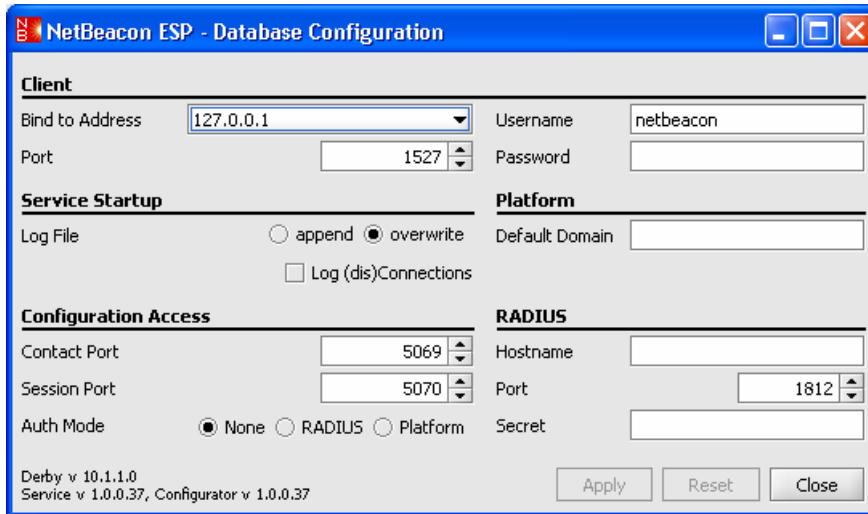 NB NetBeacon ESP - Database Configuration
Client
Bind to Address 127.0.0.1 Username netbeacon
Port 1527 Password
Service Startup Platform
Log File append overwrite Default Domain
Log (dis)Connections
Configuration Access RADIUS
Contact Port 5069 Hostname
Session Port 5070 Port 1812
Auth Mode None RADIUS Platform Secret
Derby v 10.1.1.0
Service v 1.0.0.37, Configurator v 1.0.0.37
Apply Reset Close